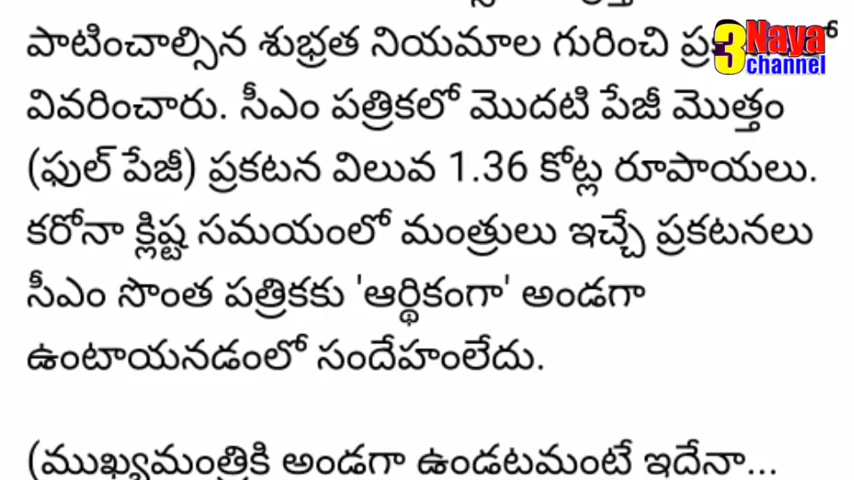 పాటించాల్సిన శుభ్రత నియమాల గురించి
వివరించారు. సీఎం పత్రికలో మొదటి పేజీ మొత్తం
(ఫుల్ పేజీ) ప్రకటన విలువ 1.36 కోట్ల రూపాయలు.
కరోనా క్లిష్ట సమయంలో మంత్రులు ఇచ్చే ప్రకటనలు
సీఎం సొంత పత్రికకు 'ఆర్థికంగా' అండగా
ఉంటాయనడంలో సందేహంలేదు.
(ముఖ్యమంత్రికి అండగా ఉండటమంటే ఇదేనా...
3 Naya
channel